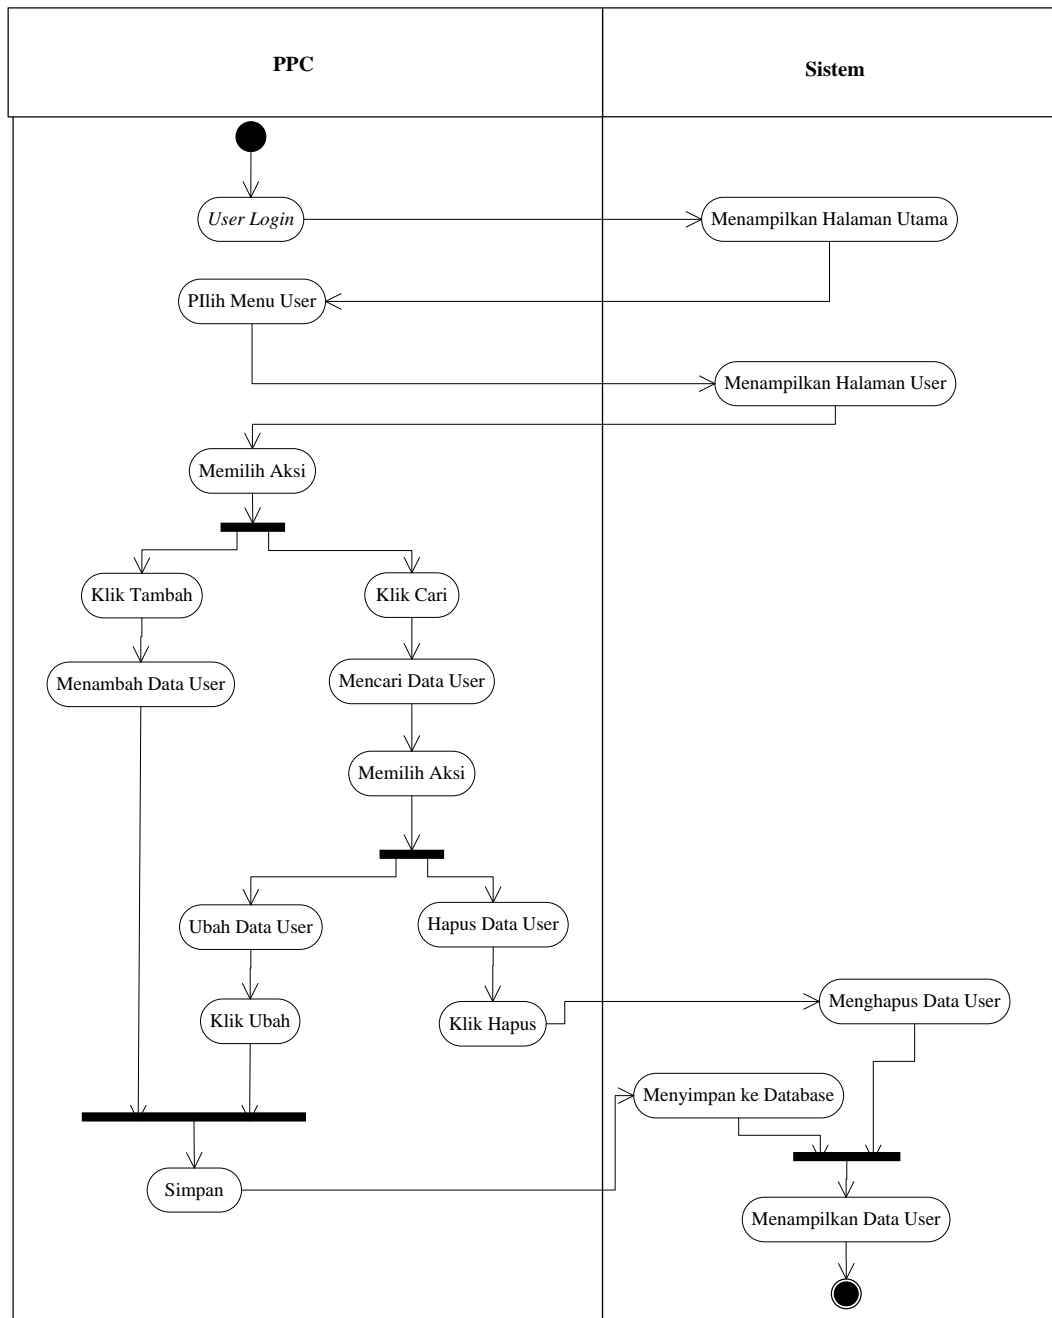 PPC
Sistem
User Login
Menampilkan Halaman Utama
PIlih Menu User
Menampilkan Halaman User
Memilih Aksi
Klik Tambah
Klik Cari
Menambah Data User
Mencari Data User
Memilih Aksi
Ubah Data User
Hapus Data User
Klik Ubah
Klik Hapus
Menghapus Data User
Menyimpan ke Database
Simpan
Menampilkan Data User